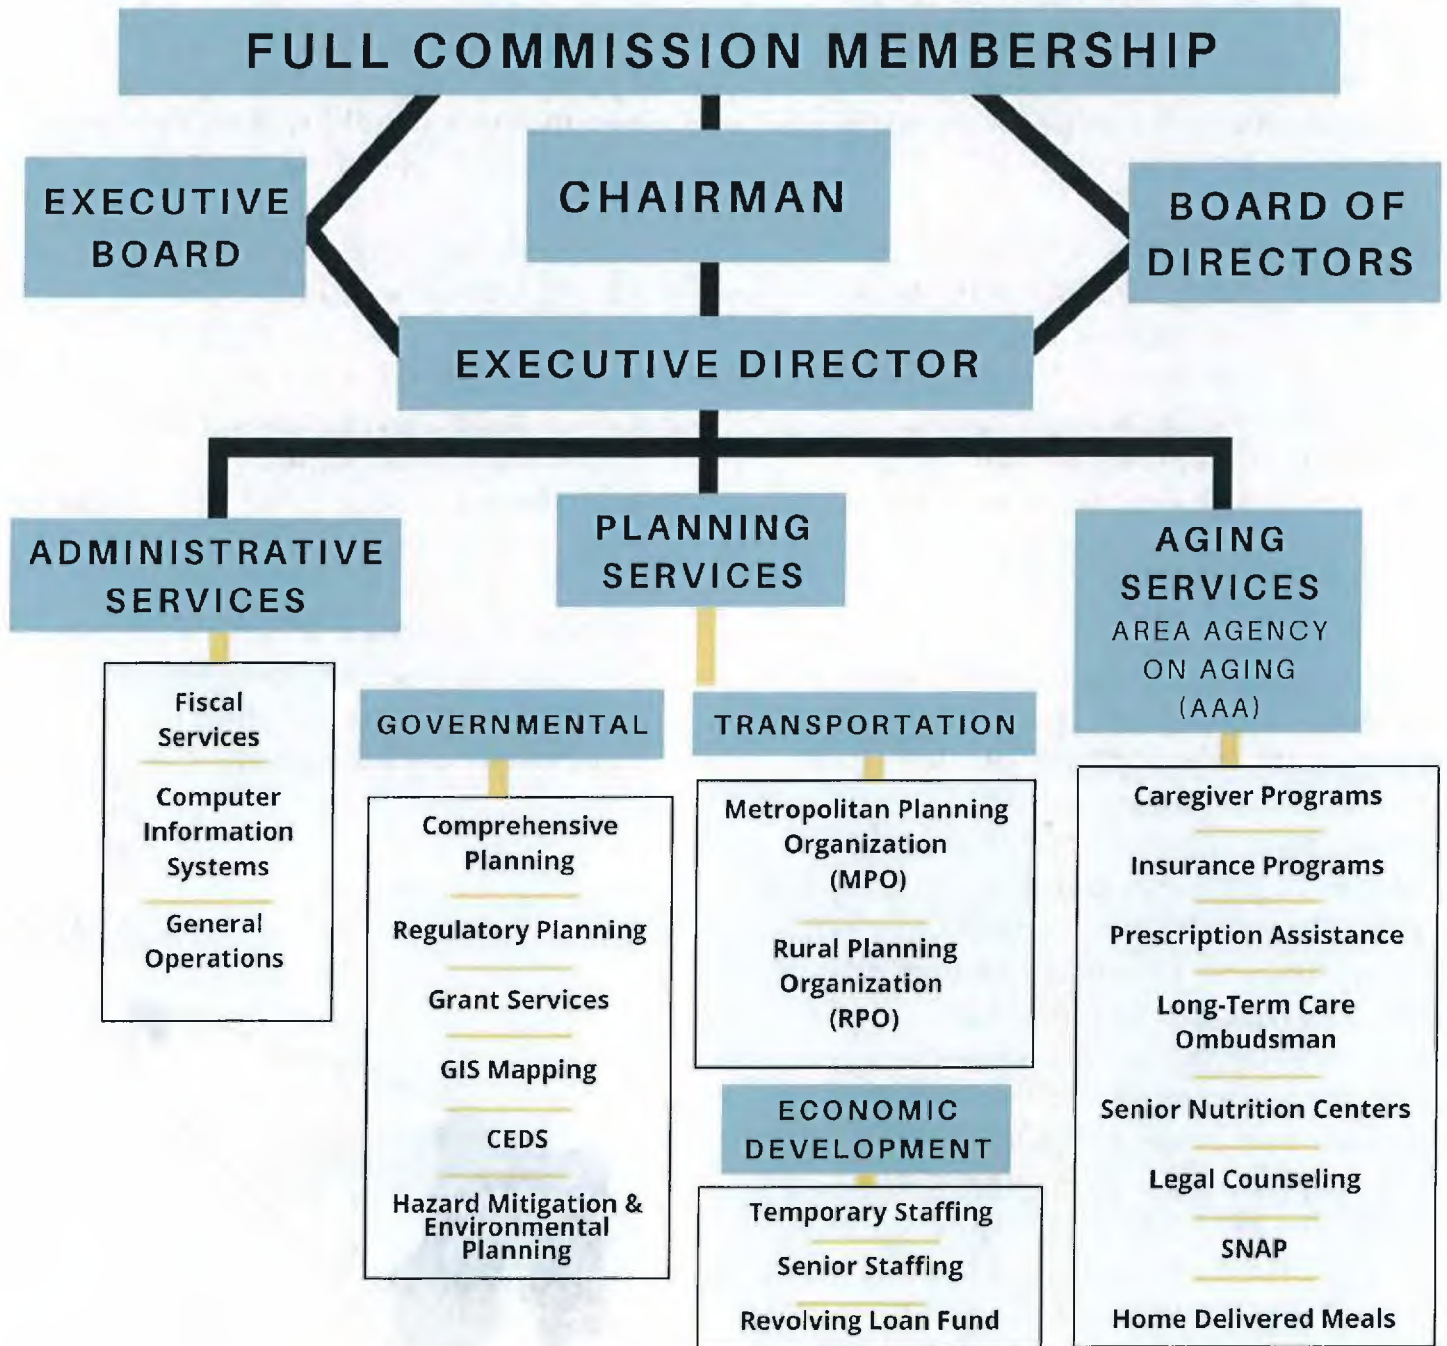 FULL COMMISSION MEMBERSHIP
EXECUTIVE
BOARD
CHAIRMAN
BOARD OF
DIRECTORS
EXECUTIVE DIRECTOR
ADMINISTRATIVE
SERVICES
Fiscal
Services
Computer
Information
Systems
General
Operations
PLANNING
SERVICES
GOVERNMENTAL
Comprehensive
Planning
Regulatory Planning
Grant Services
GIS Mapping
CEDS
Hazard Mitigation &
Environmental
Planning
TRANSPORTATION
Metropolitan Planning
Organization
(MPO)
Rural Planning
Organization
(RPO)
ECONOMIC
DEVELOPMENT
Temporary Staffing
Senior Staffing
Revolving Loan Fund
AGING
SERVICES
AREA AGENCY
ON AGING
(AAA)
Caregiver Programs
Insurance Programs
Prescription Assistance
Long-Term Care
Ombudsman
Senior Nutrition Centers
Legal Counseling
SNAP
Home Delivered Meals